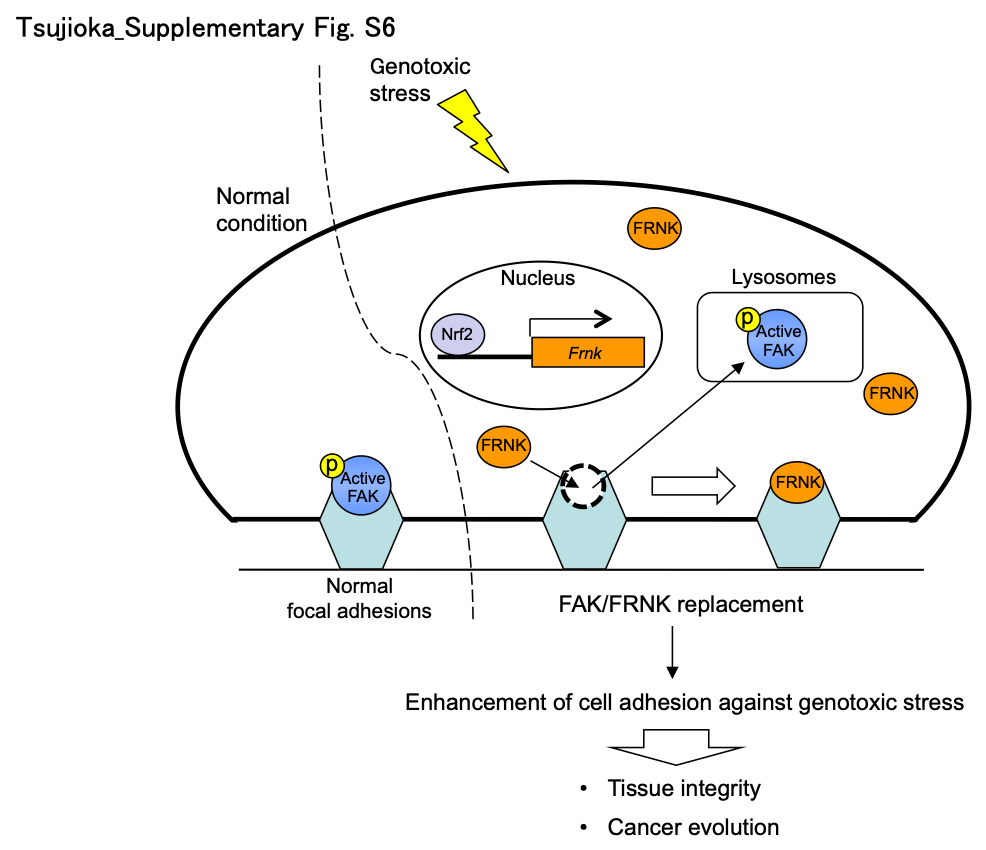 Tsujioka_Supplementary Fig. S6
Genotoxic
stress
Normal
condition
FRNK
Nucleus
Lysosomes
Nrf2
Frnk
p
Active
FAK
FRNK
FRNK
p
Active
FAK
FRNK
Normal
focal adhesions
FAK/FRNK replacement
Enhancement of cell adhesion against genotoxic stress
• Tissue integrity
• Cancer evolution